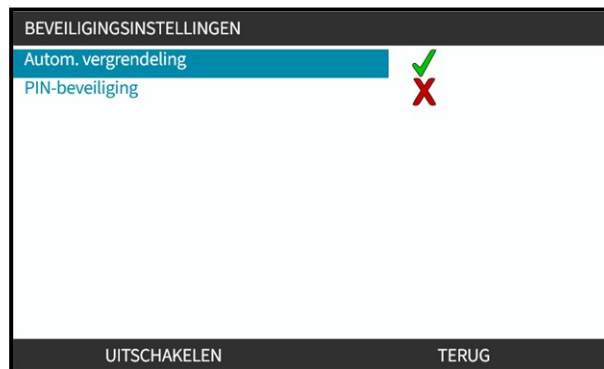 BEVEILIGINGSINSTELLINGEN
Autom. vergrendeling
PIN-beveiliging
UITSCHAKELEN TERUG